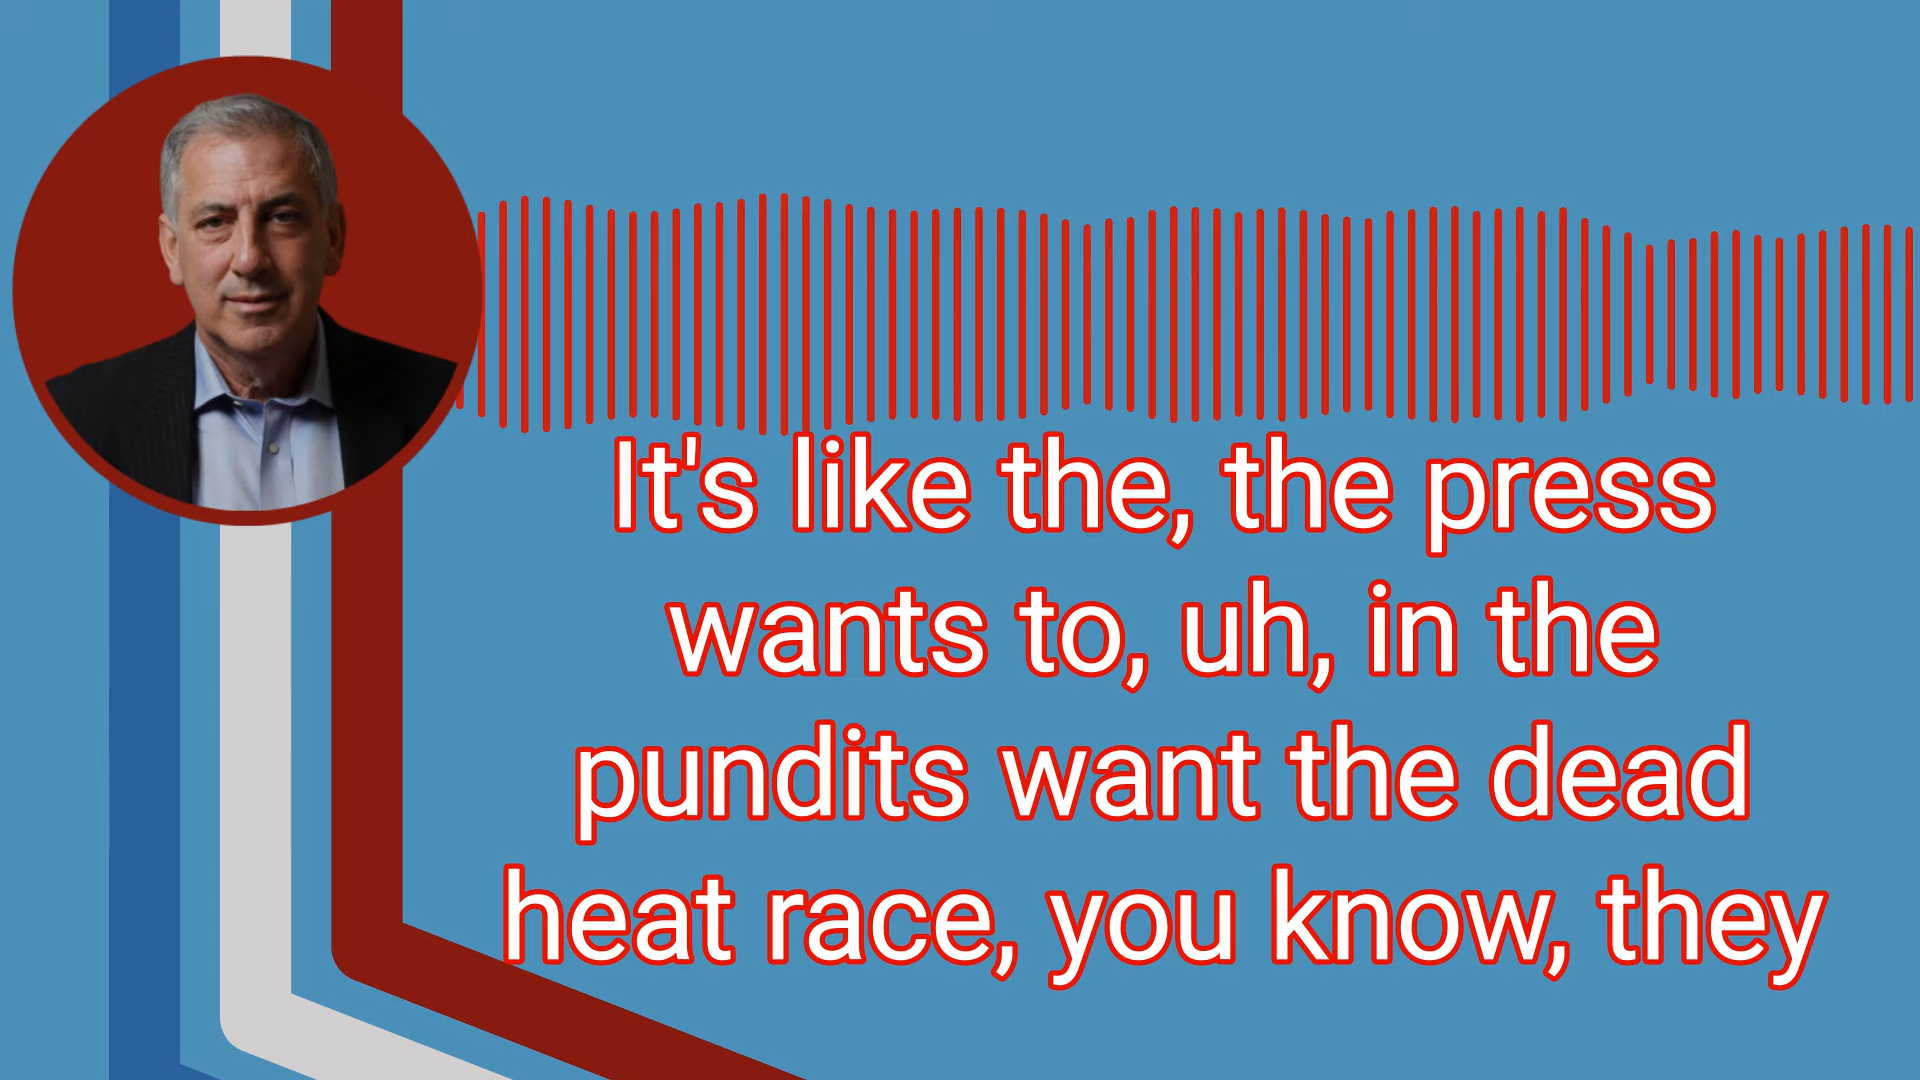 It's like the, the press
wants to, uh, in the
pundits want the dead
heat race, you know, they